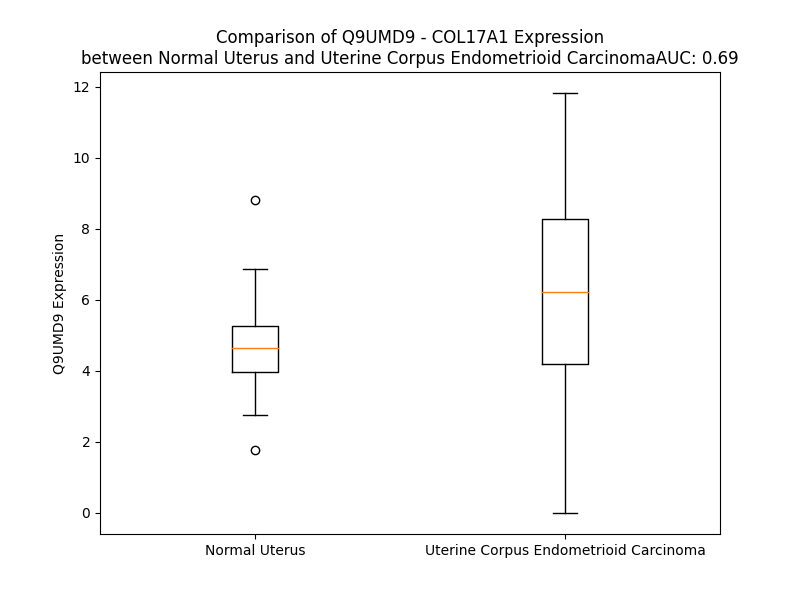 Comparison of Q9UMD9 - COL17A1 Expression
between Normal Uterus and Uterine Corpus Endometrioid CarcinomaAUC: 0.69
12
10
8
6
4
2
0
Q9UMD9 Expression
Normal Uterus
Uterine Corpus Endometrioid Carcinoma